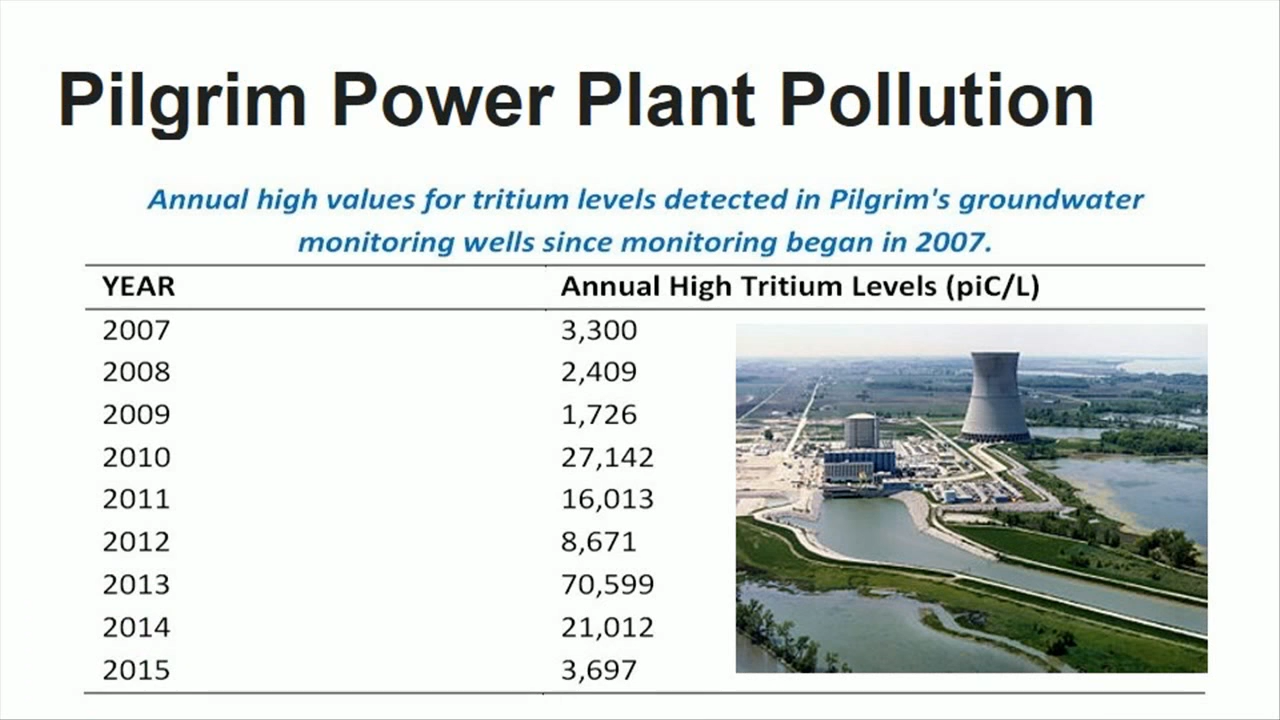 Pilgrim Power Plant Pollution
Annual high values for tritium levels detected in Pilgrim's groundwater
monitoring wells since monitoring began in 2007.
YEAR Annual High Tritium Levels (piC/L)
2007 3,300
2008 2,409
2009 1,726
2010 27,142
2011 16,013
2012 8,671
2013 70,599
2014 21,012
2015 3,697